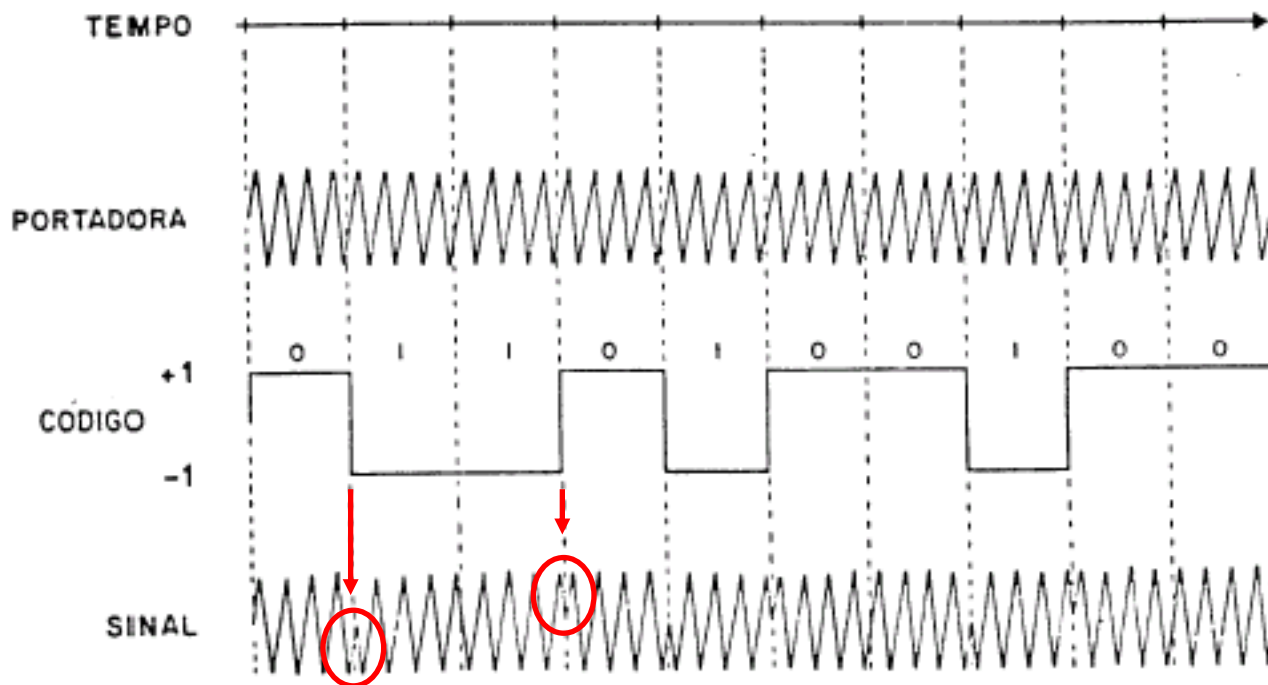 TEMPO
PORTADORA
0 1 1 0 1 0 0 1 0 0
+1
CODIGO
-1
SINAL